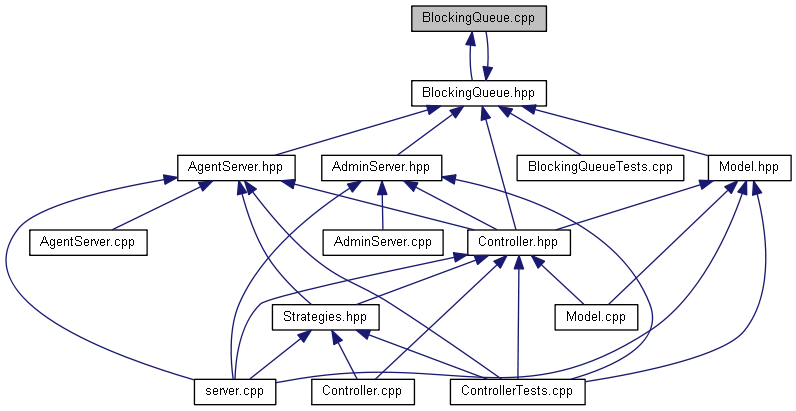 BlockingQueue.cpp
BlockingQueue.hpp
AgentServer.hpp
AdminServer.hpp
BlockingQueueTests.cpp
Model.hpp
AgentServer.cpp
AdminServer.cpp
Controller.hpp
Strategies.hpp
Model.cpp
server.cpp
Controller.cpp
ControllerTests.cpp